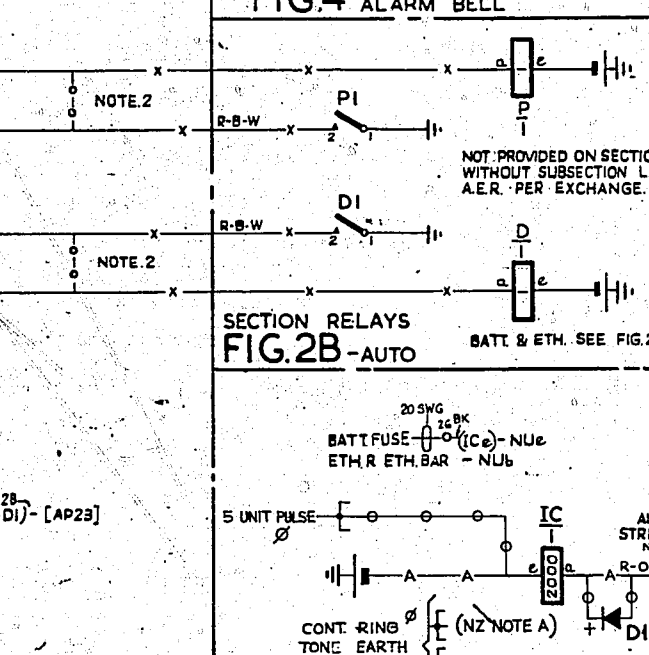 FIG.4 ALARM BELL
X X X a e
P
1
NOTE.2
P1
X R-B-W X 2 1
NOT PROVIDED ON SECTIO
WITHOUT SUBSECTION L
A.E.R. PER EXCHANGE.
D1
X R-B-W X 2 1
NOTE.2
D
1
a e
X X X
SECTION RELAYS
FIG.2B-AUTO
BATT. & ETH. SEE FIG.2
20 SWG
26 BK
BATT.FUSE (ICe)-NUe
ETH.R ETH.BAR - NUb
2B
D1)-[AP23]
5 UNIT PULSE
Ø
IC
1
STRI
N
A A e 2000 a A R-O
+ D1
CONT. RING Ø (NZ NOTE A)
TONE EARTH